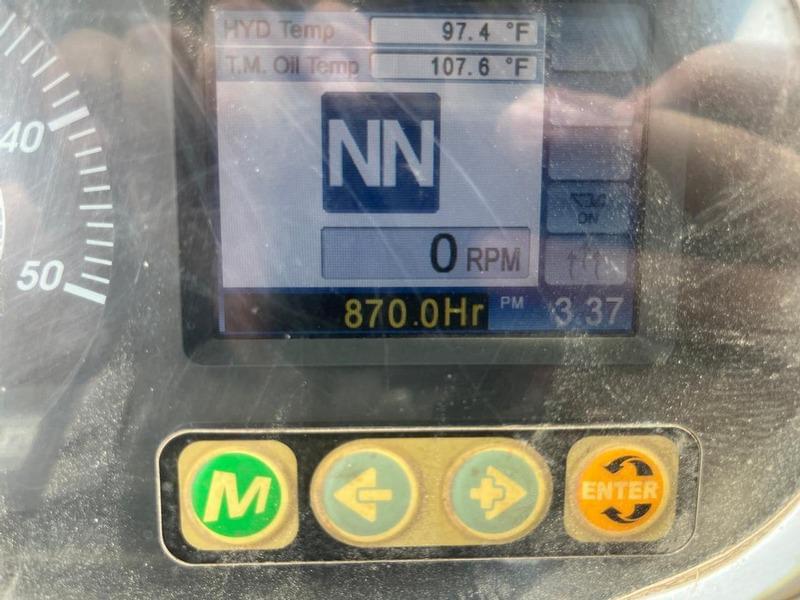 HYD Temp 97.4 °F
T.M. Oil Temp 107.6 °F
40
NN
ON
0 RPM
50
870.0Hr PM 3.37
M
ENTER